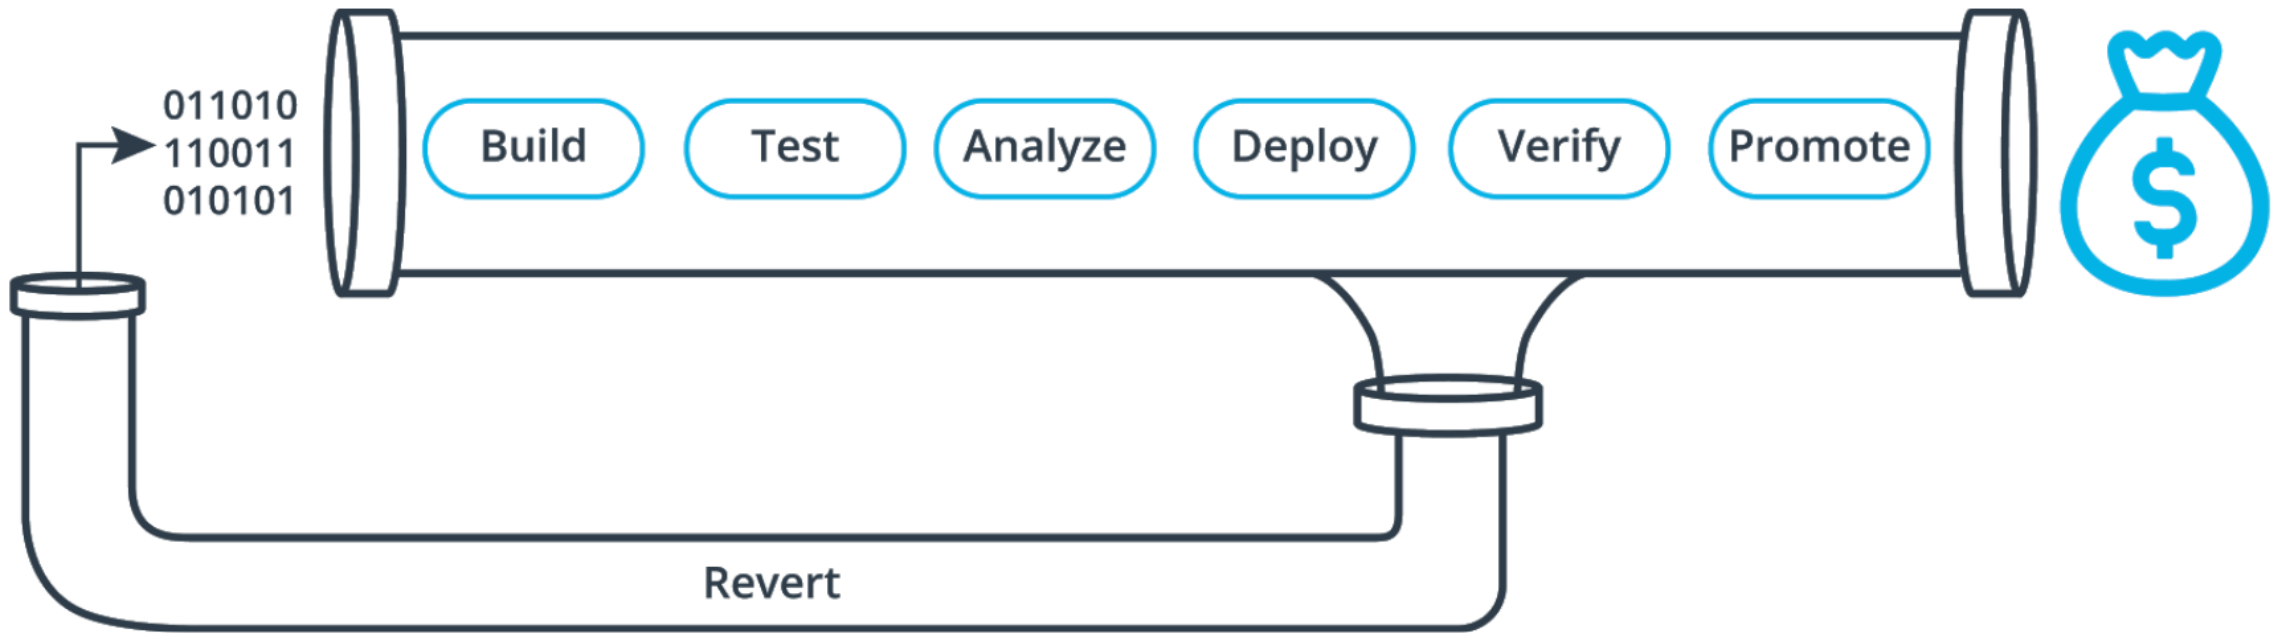 011010
110011
010101
Build
Test
Analyze
Deploy
Verify
Promote
$
Revert